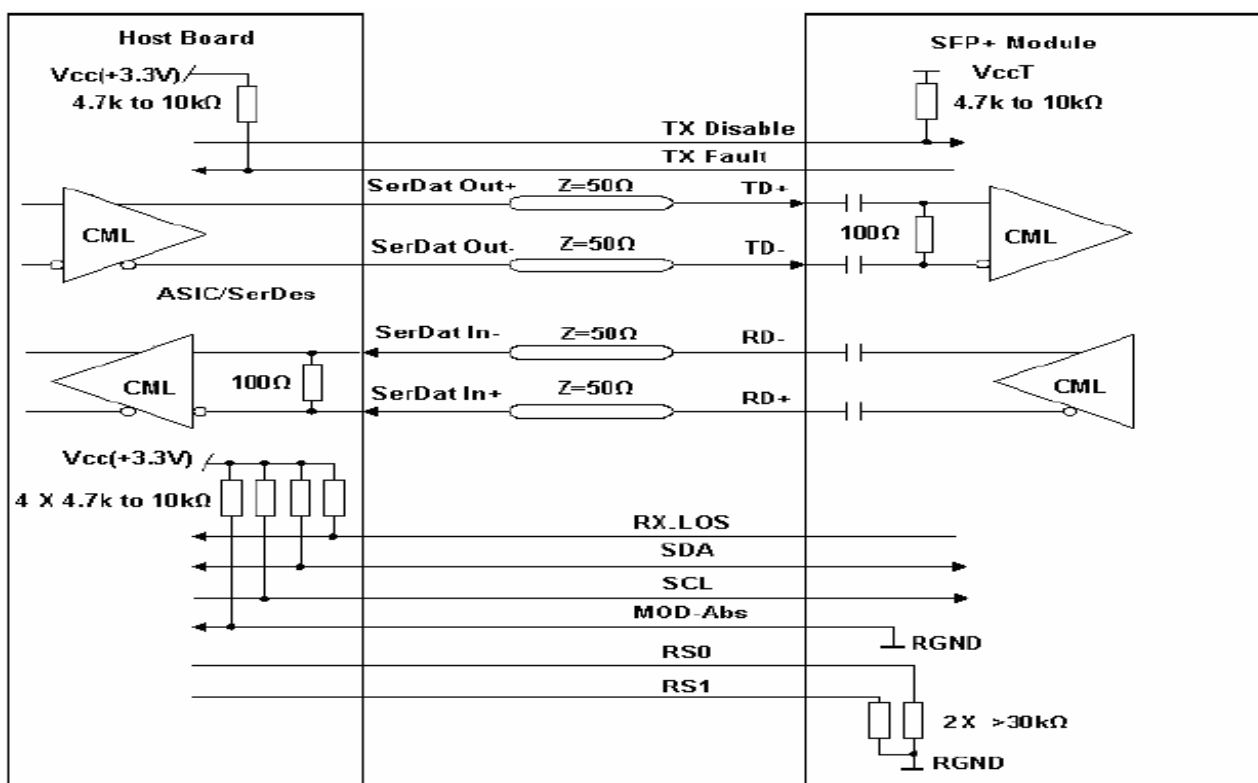 Host Board
SFP+ Module
Vcc(+3.3V)
4.7k to 10kΩ
VccT
4.7k to 10kΩ
TX Disable
TX Fault
SerDat Out+
Z=50Ω
TD+
CML
100Ω
CML
SerDat Out-
Z=50Ω
TD-
ASIC/SerDes
SerDat In-
Z=50Ω
RD-
CML
100Ω
CML
SerDat In+
Z=50Ω
RD+
Vcc(+3.3V)
4 X 4.7k to 10kΩ
RX-LOS
SDA
SCL
MOD-Abs
RGND
RS0
RS1
2X >30kΩ
RGND